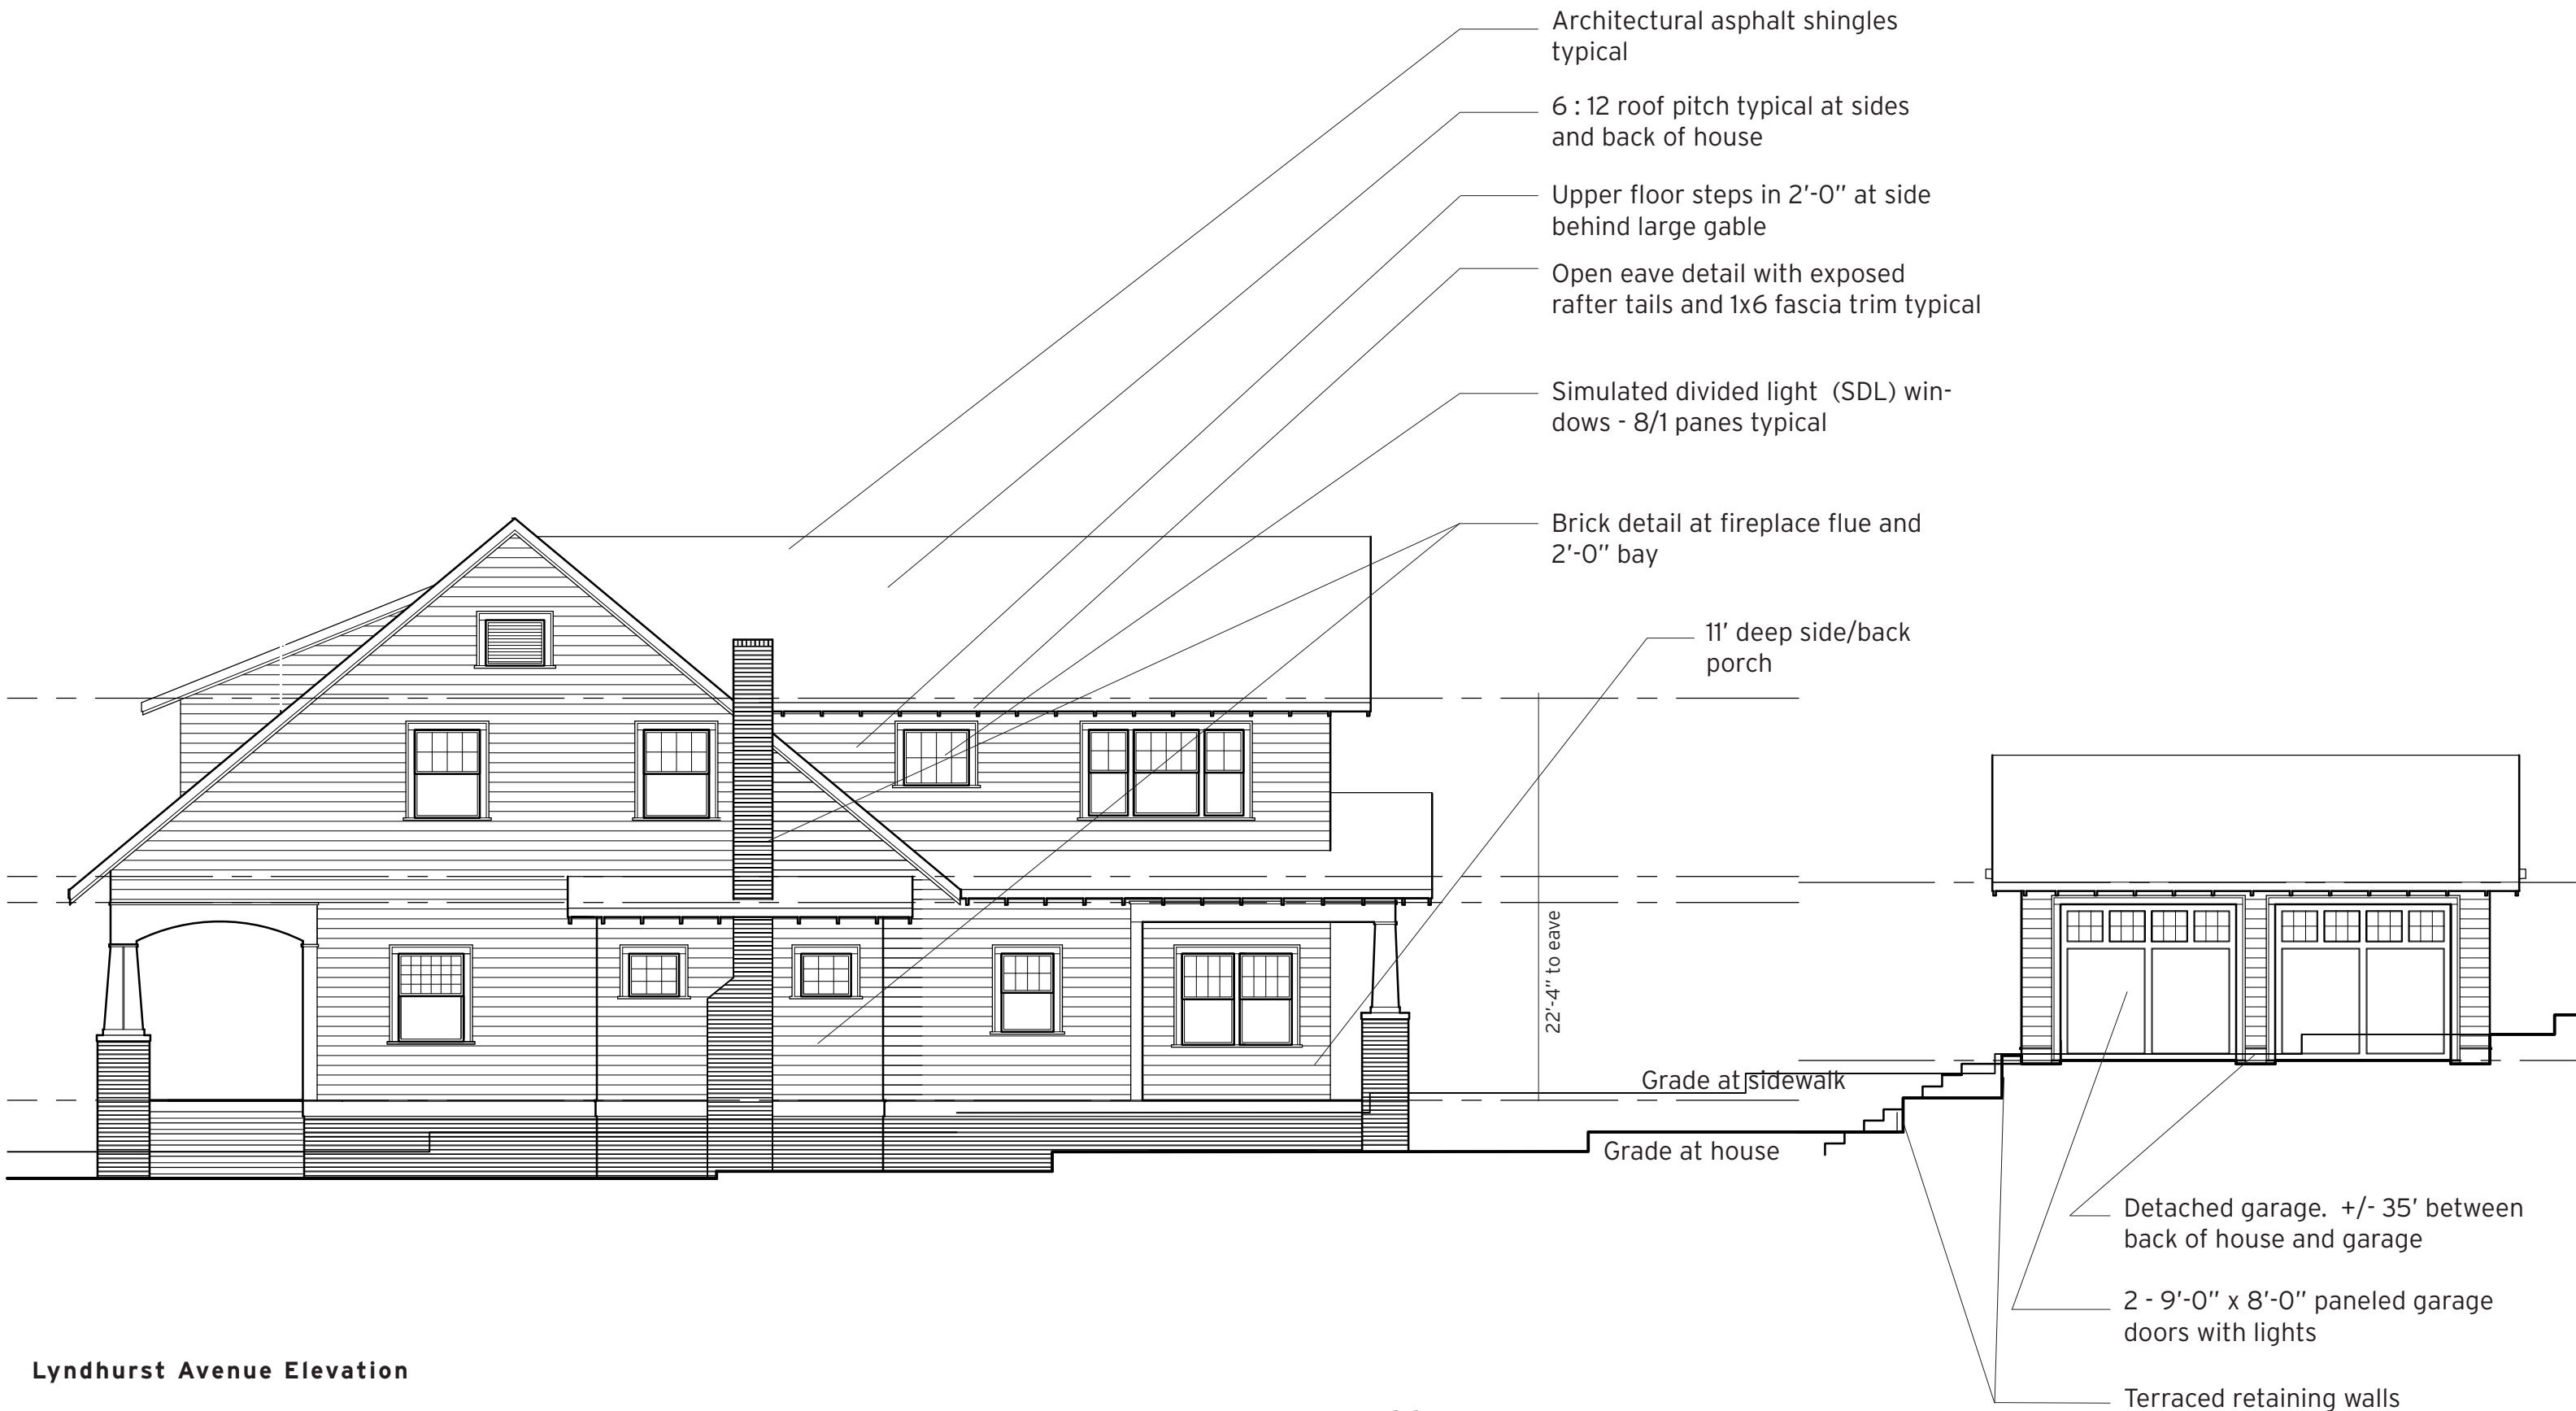 Architectural asphalt shingles
typical
6 : 12 roof pitch typical at sides
and back of house
Upper floor steps in 2'-0" at side
behind large gable
Open eave detail with exposed
rafter tails and 1x6 fascia trim typical
Simulated divided light  (SDL) win-
dows - 8/1 panes typical
Brick detail at fireplace flue and
2'-0" bay
11' deep side/back
porch
22'-4" to eave
Grade at sidewalk
Grade at house
Detached garage.  +/- 35' between
back of house and garage
2 - 9'-0" x 8'-0" paneled garage
doors with lights
Terraced retaining walls
Lyndhurst Avenue Elevation